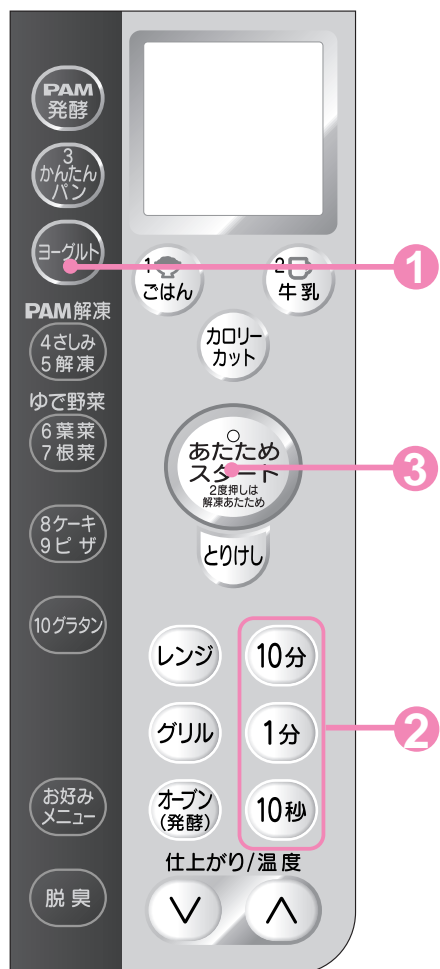 PAM
発酵
3
かんたん
パン
ヨーグルト
1
1
ごはん
2
牛乳
PAM解凍
4さしみ
5解凍
カロリー
カット
ゆで野菜
6葉菜
7根菜
あたため
スタート
2度押しは
解凍あたため
3
とりけし
8ケーキ
9ピザ
10グラタン
レンジ
10分
グリル
1分
2
お好み
メニュー
オーブン
(発酵)
10秒
仕上がり/温度
脱臭